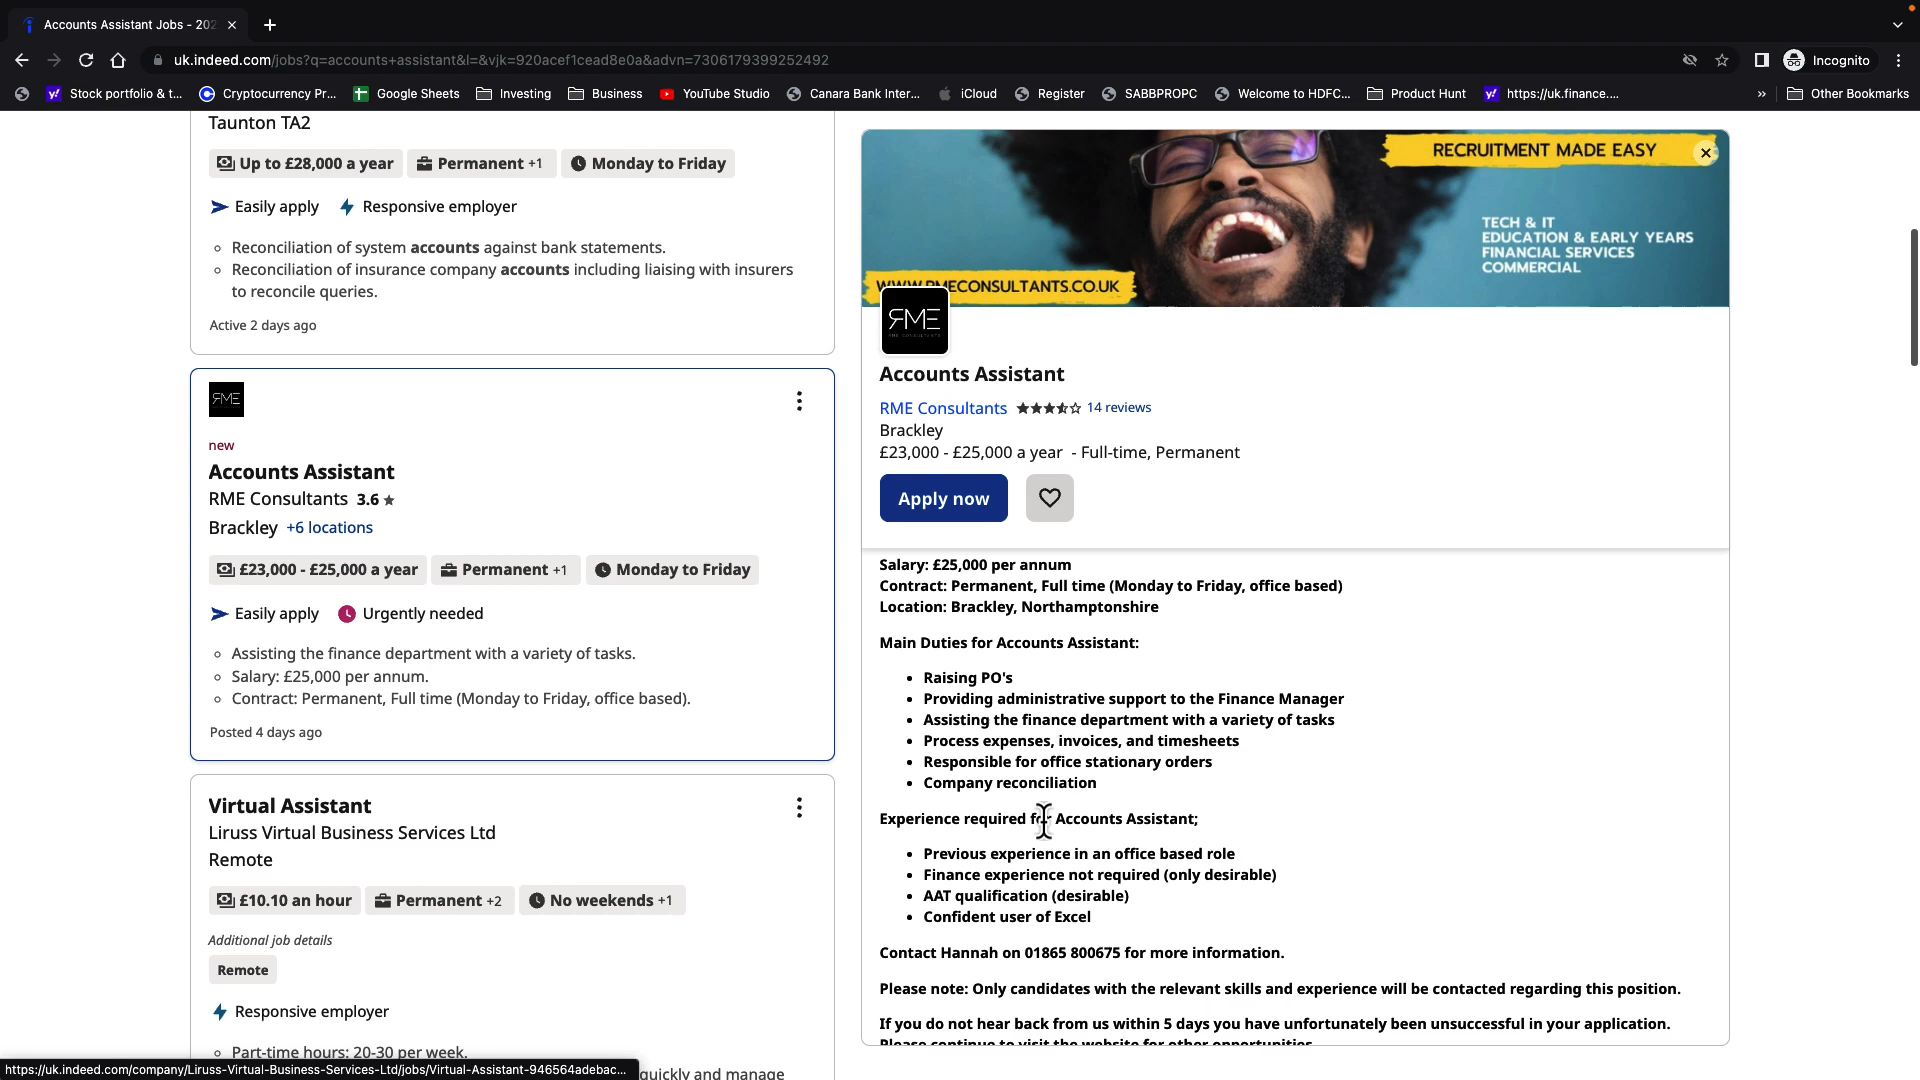 Accounts Assistant Jobs - 202
uk.indeed.com/jobs?q=accounts+assistant&l=&vjk=920acef1cead8e0a&advn=7306179399252492
Incognito
Stock portfolio & t...
Cryptocurrency Pr...
Google Sheets
Investing
Business
YouTube Studio
Canara Bank Inter...
iCloud
Register
SABBPROPC
Welcome to HDFC...
Product Hunt
https://uk.finance....
»
Other Bookmarks
Taunton TA2
Up to £28,000 a year
Permanent +1
Monday to Friday
Easily apply
Responsive employer
Reconciliation of system accounts against bank statements.
Reconciliation of insurance company accounts including liaising with insurers
to reconcile queries.
Active 2 days ago
RME
new
Accounts Assistant
RME Consultants 3.6
Brackley +6 locations
£23,000 - £25,000 a year
Permanent +1
Monday to Friday
Easily apply
Urgently needed
Assisting the finance department with a variety of tasks.
Salary: £25,000 per annum.
Contract: Permanent, Full time (Monday to Friday, office based).
Posted 4 days ago
Virtual Assistant
Liruss Virtual Business Services Ltd
Remote
£10.10 an hour
Permanent +2
No weekends +1
Additional job details
Remote
Responsive employer
Part-time hours: 20-30 per week.
quickly and manage
https://uk.indeed.com/company/Liruss-Virtual-Business-Services-Ltd/jobs/Virtual-Assistant-946564adebac...
RECRUITMENT MADE EASY
TECH & IT
EDUCATION & EARLY YEARS
FINANCIAL SERVICES
COMMERCIAL
WWW.RMECONSULTANTS.CO.UK
RME
RME CONSULTANTS
Accounts Assistant
RME Consultants 14 reviews
Brackley
£23,000 - £25,000 a year - Full-time, Permanent
Apply now
Salary: £25,000 per annum
Contract: Permanent, Full time (Monday to Friday, office based)
Location: Brackley, Northamptonshire
Main Duties for Accounts Assistant:
Raising PO's
Providing administrative support to the Finance Manager
Assisting the finance department with a variety of tasks
Process expenses, invoices, and timesheets
Responsible for office stationary orders
Company reconciliation
Experience required for Accounts Assistant;
Previous experience in an office based role
Finance experience not required (only desirable)
AAT qualification (desirable)
Confident user of Excel
Contact Hannah on 01865 800675 for more information.
Please note: Only candidates with the relevant skills and experience will be contacted regarding this position.
If you do not hear back from us within 5 days you have unfortunately been unsuccessful in your application.
Please continue to visit the website for other opportunities